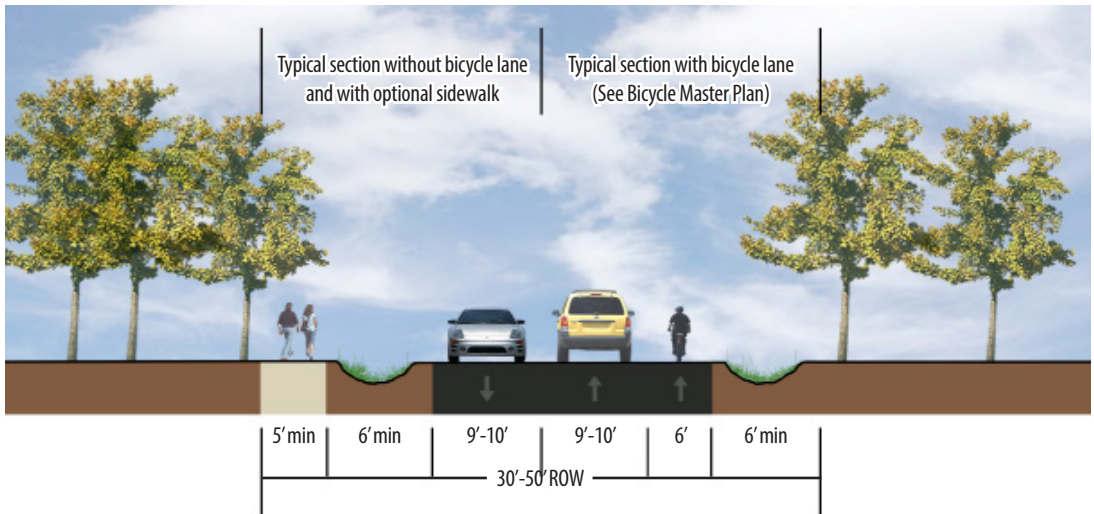 Typical section without bicycle lane
and with optional sidewalk
Typical section with bicycle lane
(See Bicycle Master Plan)
5’ min
6’ min
9’-10’
9’-10’
6’
6’ min
30’-50’ ROW